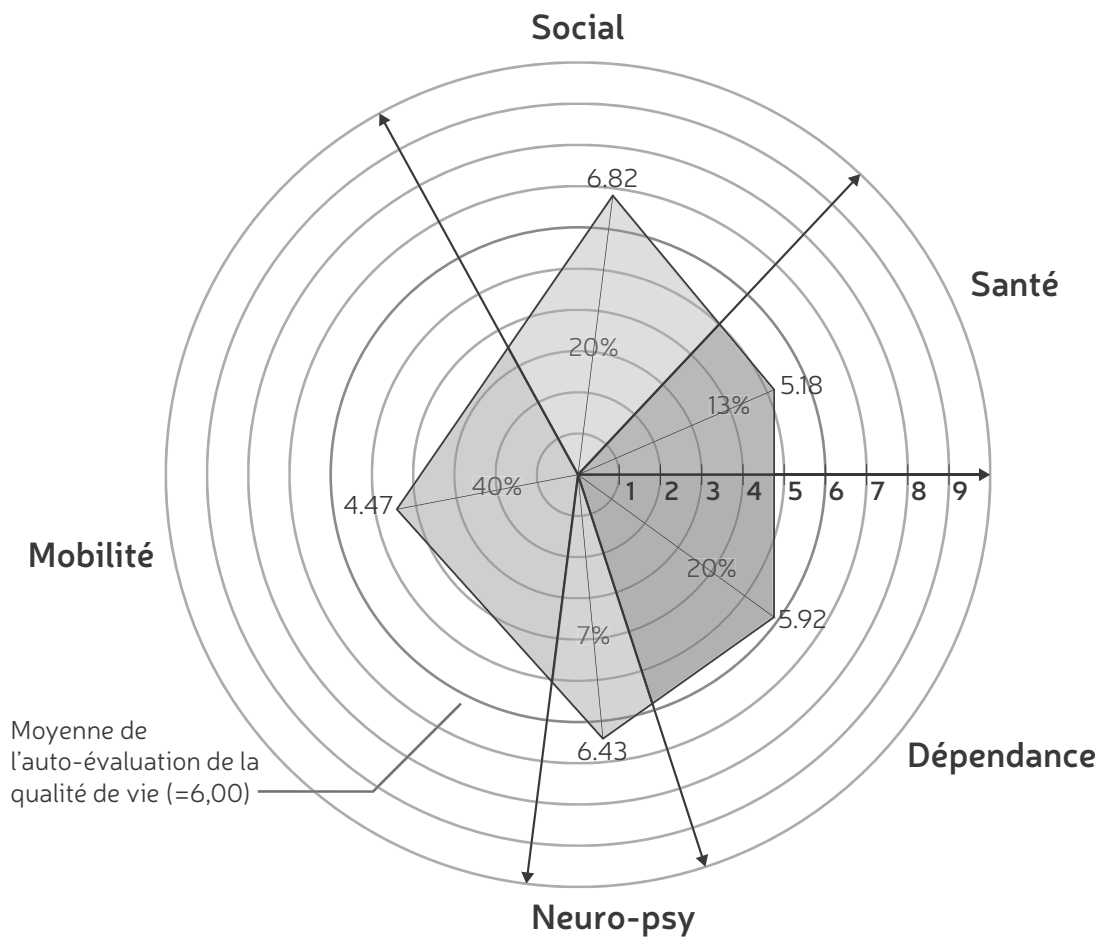 Social
6.82
Santé
20%
5.18
13%
1 2 3 4 5 6 7 8 9
40%
4.47
Mobilité
20%
5.92
7%
6.43
Moyenne de
l'auto-évaluation de la
qualité de vie (=6,00)
Dépendance
Neuro-psy